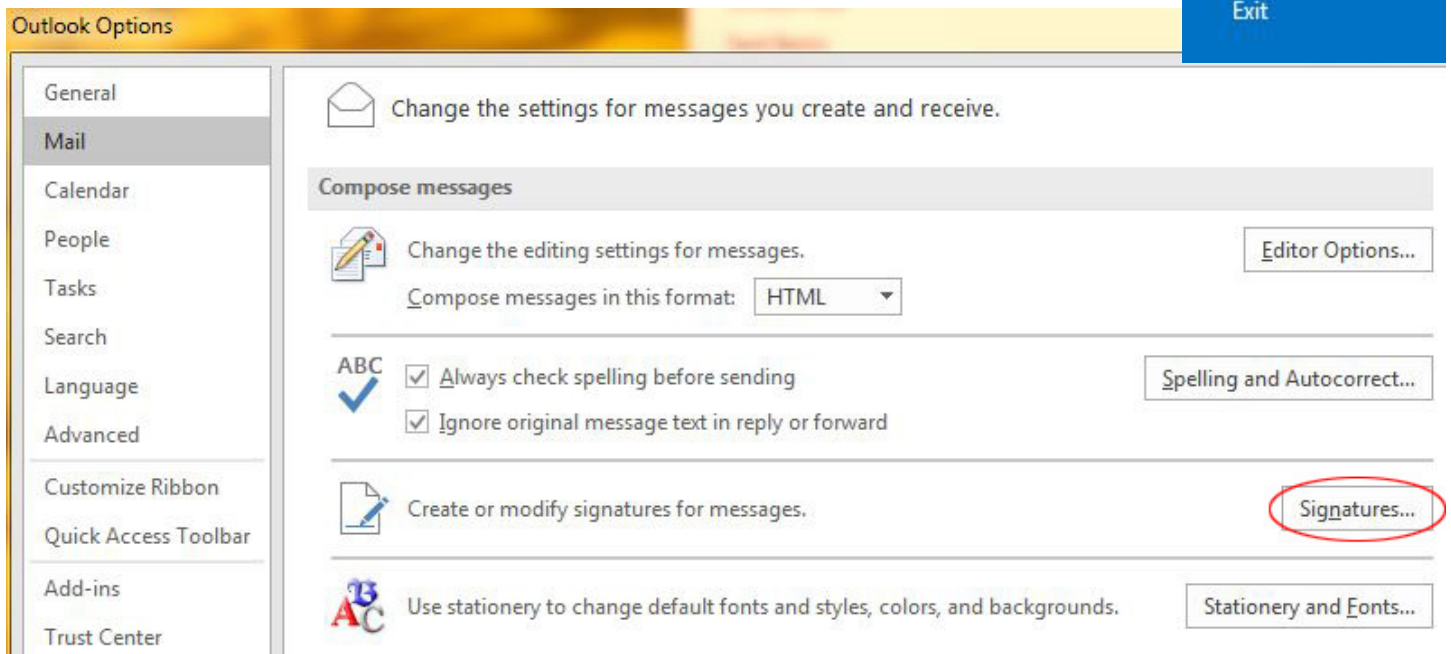 Exit
Outlook Options
General
Mail
Calendar
People
Tasks
Search
Language
Advanced
Customize Ribbon
Quick Access Toolbar
Add-ins
Trust Center
Change the settings for messages you create and receive.
Compose messages
Change the editing settings for messages.
Editor Options...
Compose messages in this format: HTML
ABC
Always check spelling before sending
Spelling and Autocorrect...
Ignore original message text in reply or forward
Create or modify signatures for messages.
Signatures...
Use stationery to change default fonts and styles, colors, and backgrounds.
Stationery and Fonts...